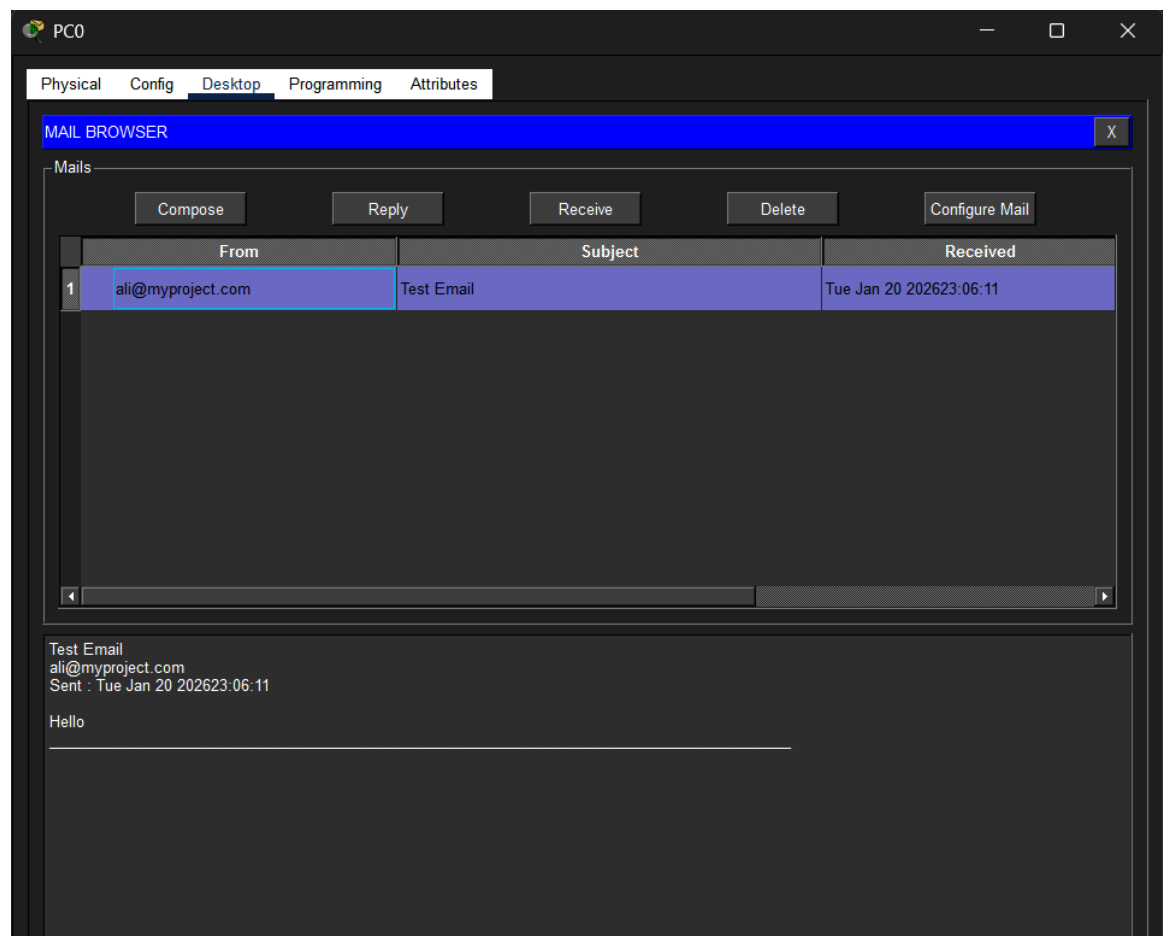 PC0
Physical Config Desktop Programming Attributes
MAIL BROWSER X
Mails
Compose Reply Receive Delete Configure Mail
From Subject Received
1 ali@myproject.com Test Email Tue Jan 20 202623:06:11
Test Email
ali@myproject.com
Sent : Tue Jan 20 202623:06:11
Hello